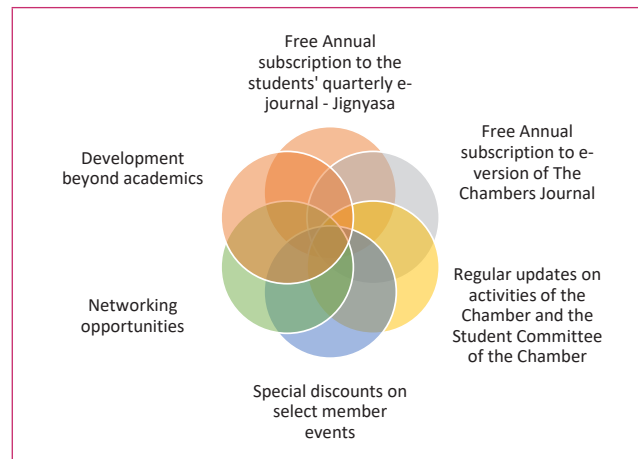 Free Annual
subscription to the
students' quarterly e-
journal - Jignyasa
Free Annual
subscription to e-
version of The
Chambers Journal
Regular updates on
activities of the
Chamber and the
Student Committee
of the Chamber
Special discounts on
select member
events
Networking
opportunities
Development
beyond academics